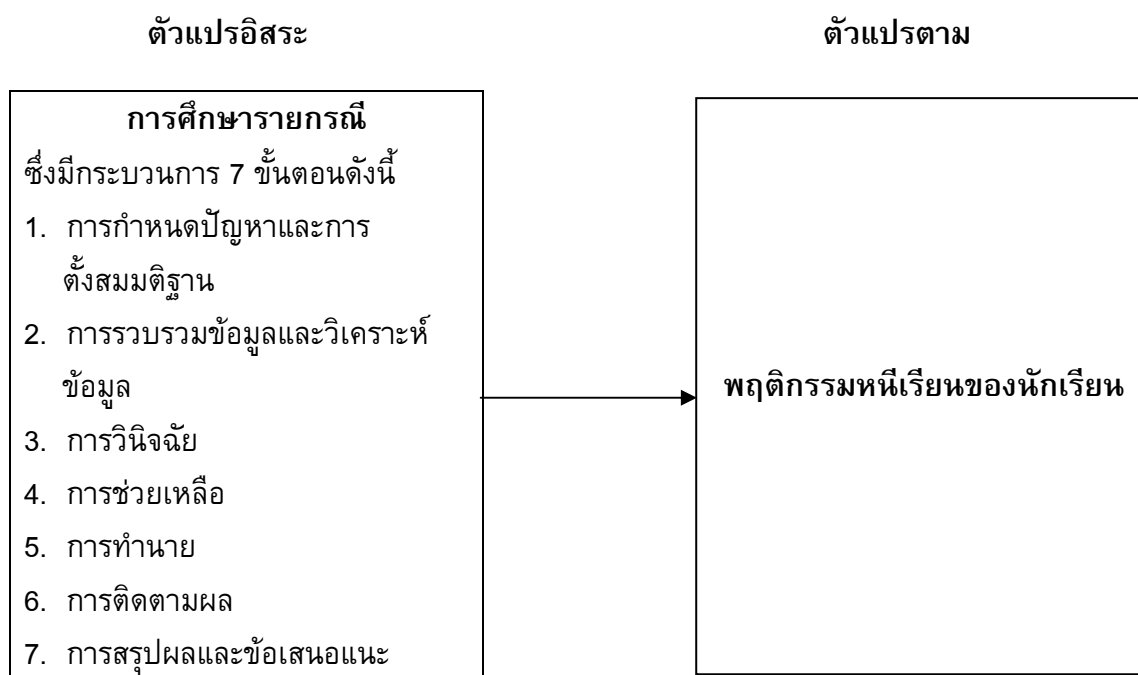 ตัวแปรอิสระ
ตัวแปรตาม
การศึกษารายกรณี
ซึ่งมีกระบวนการ 7 ขั้นตอนดังนี้
1. การกำหนดปัญหาและการ
ตั้งสมมติฐาน
2. การรวบรวมข้อมูลและวิเคราะห์
ข้อมูล
3. การวินิจฉัย
4. การช่วยเหลือ
5. การทำนาย
6. การติดตามผล
7. การสรุปผลและข้อเสนอแนะ
พฤติกรรมหนีเรียนของนักเรียน